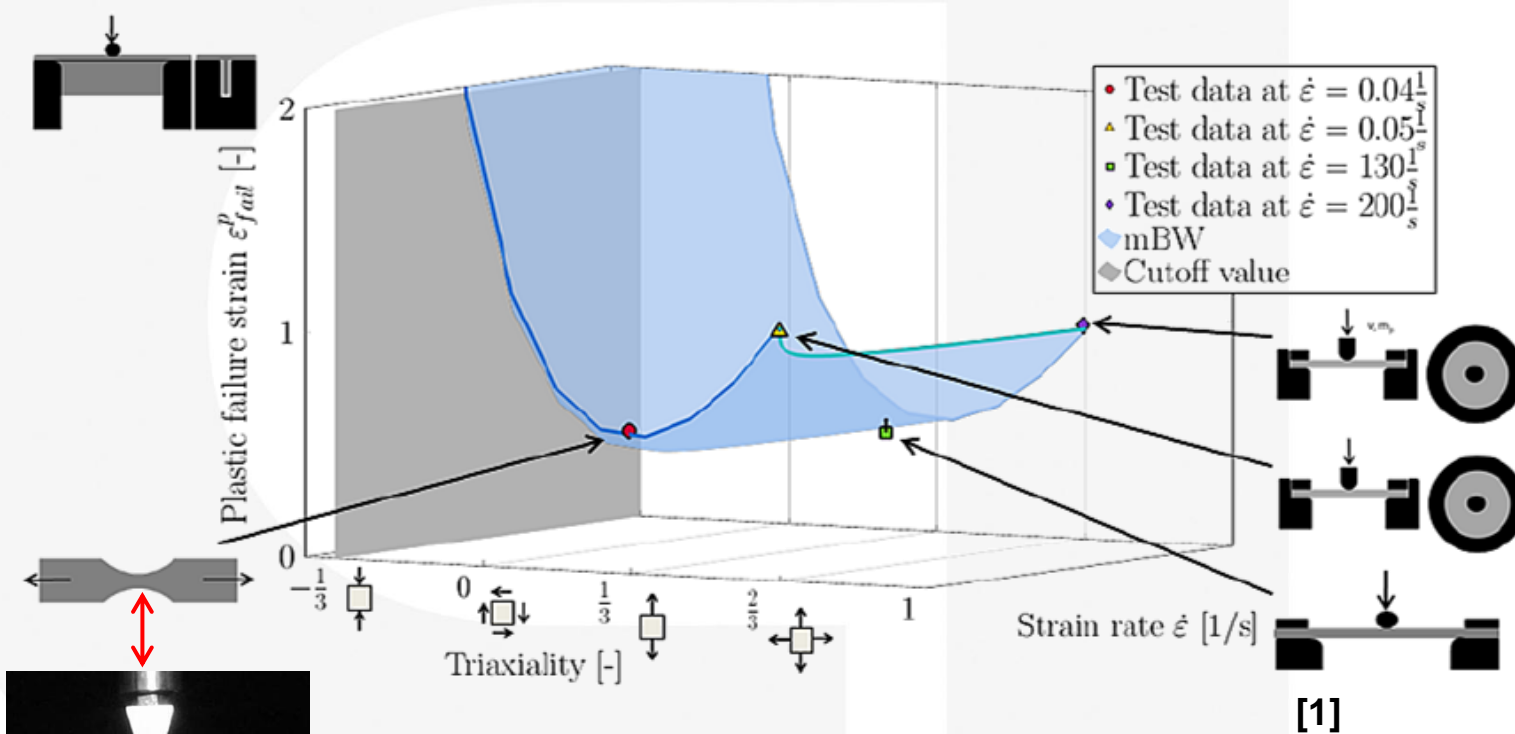 Test data at ε̇ = 0.04 1/s
Test data at ε̇ = 0.05 1/s
Test data at ε̇ = 130 1/s
Test data at ε̇ = 200 1/s
mBW
Cutoff value
Plastic failure strain ε^p_fail [-]
2
1
0
v, m_p
-1/3
0
1/3
2/3
1
Triaxiality [-]
Strain rate ε̇ [1/s]
[1]